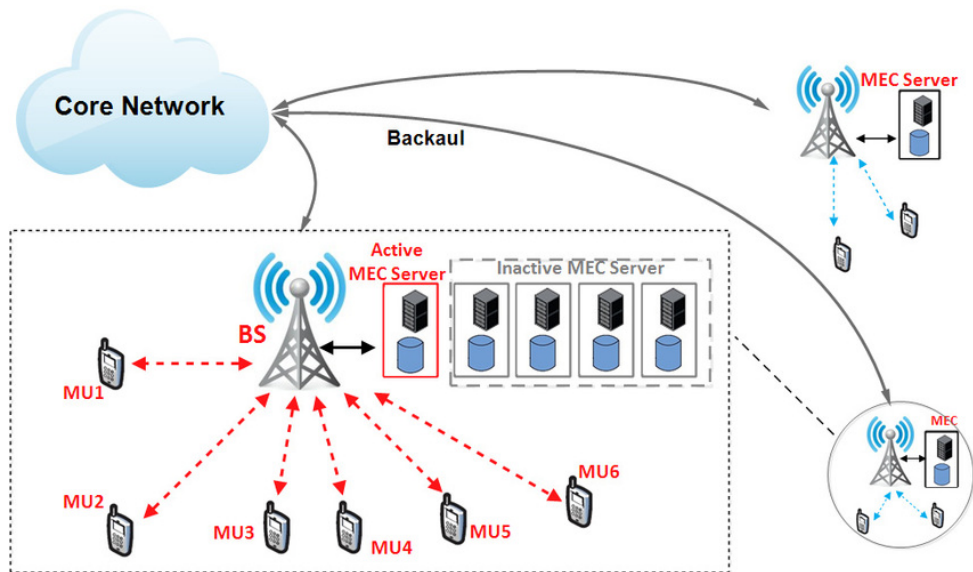 Core Network
MEC Server
Backaul
Active
MEC Server
Inactive MEC Server
BS
MU1
MEC
MU6
MU2
MU3
MU4
MU5